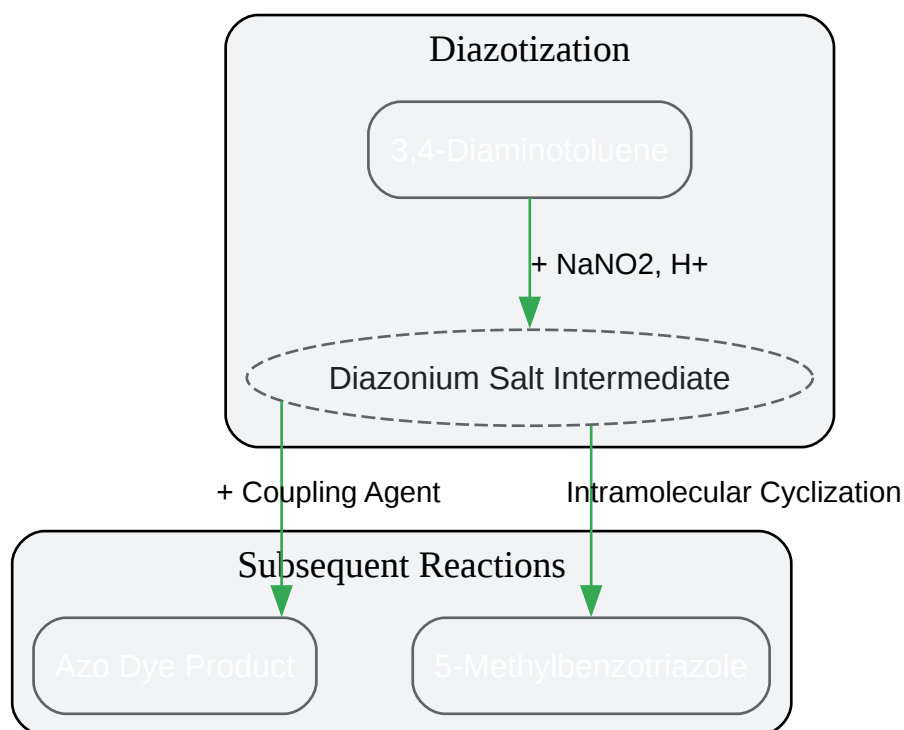 Diazotization
3,4-Diaminotoluene
+ NaNO2, H+
Diazonium Salt Intermediate
+ Coupling Agent
Intramolecular Cyclization
Subsequent Reactions
Azo Dye Product
5-Methylbenzotriazole